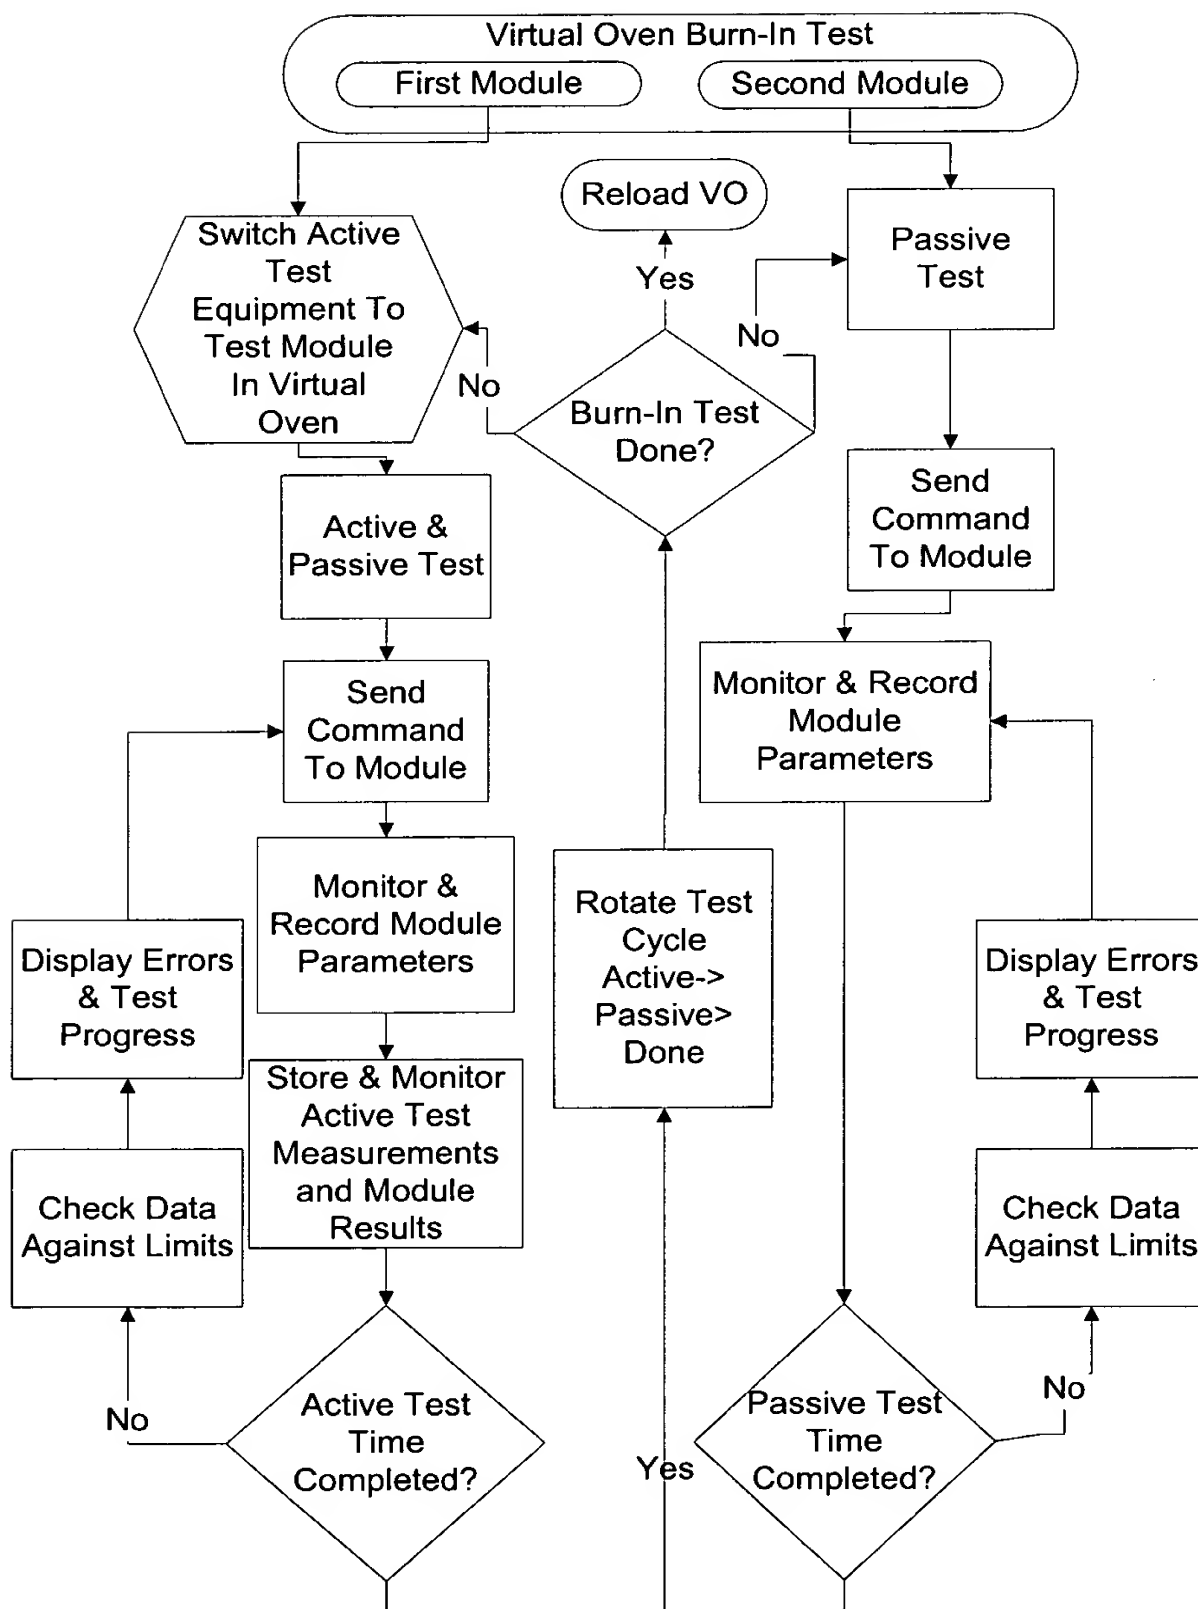 Virtual Oven Burn-In Test
First Module
Second Module
Reload VO
Switch Active
Test
Equipment To
Test Module
In Virtual
Oven
Yes
No
No
Passive
Test
Burn-In Test
Done?
Active &
Passive Test
Send
Command
To Module
Send
Command
To Module
Monitor & Record
Module
Parameters
Monitor &
Record Module
Parameters
Rotate Test
Cycle
Active->
Passive>
Done
Display Errors
& Test
Progress
Display Errors
& Test
Progress
Store & Monitor
Active Test
Measurements
and Module
Results
Check Data
Against Limits
Check Data
Against Limits
No
Active Test
Time
Completed?
Yes
Passive Test
Time
Completed?
No